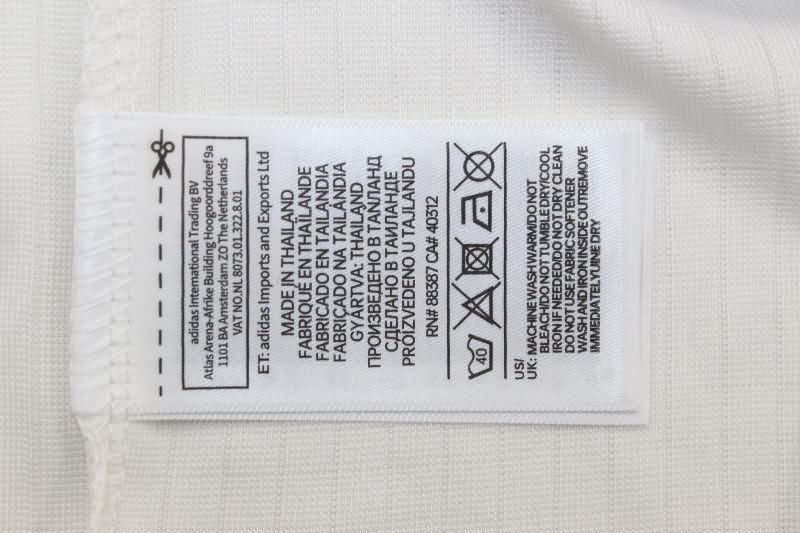 adidas International Trading BV
Atlas Arena-Afrike Building Hoogoorddreef 9a
1101 BA Amsterdam ZO The Netherlands
VAT NO.NL 8073.01.322.8.01
ET: adidas Imports and Exports Ltd
MADE IN THAILAND
FABRIQUÉ EN THAÏLANDE
FABRICADO EN TAILANDIA
FABRICADO NA TAILÂNDIA
GYÁRTVA: THAILAND
ПРОИЗВЕДЕНО В ТАИЛАНД
СДЕЛАНО В ТАИЛАНДЕ
PROIZVEDENO U TAJLANDU
RN# 88387 CA# 40312
40
US/
UK: MACHINE WASH WARM/DO NOT
BLEACH/DO NOT TUMBLE DRY/COOL
IRON IF NEEDED/DO NOT DRY CLEAN
DO NOT USE FABRIC SOFTENER
WASH AND IRON INSIDE OUT/REMOVE
IMMEDIATELY/LINE DRY